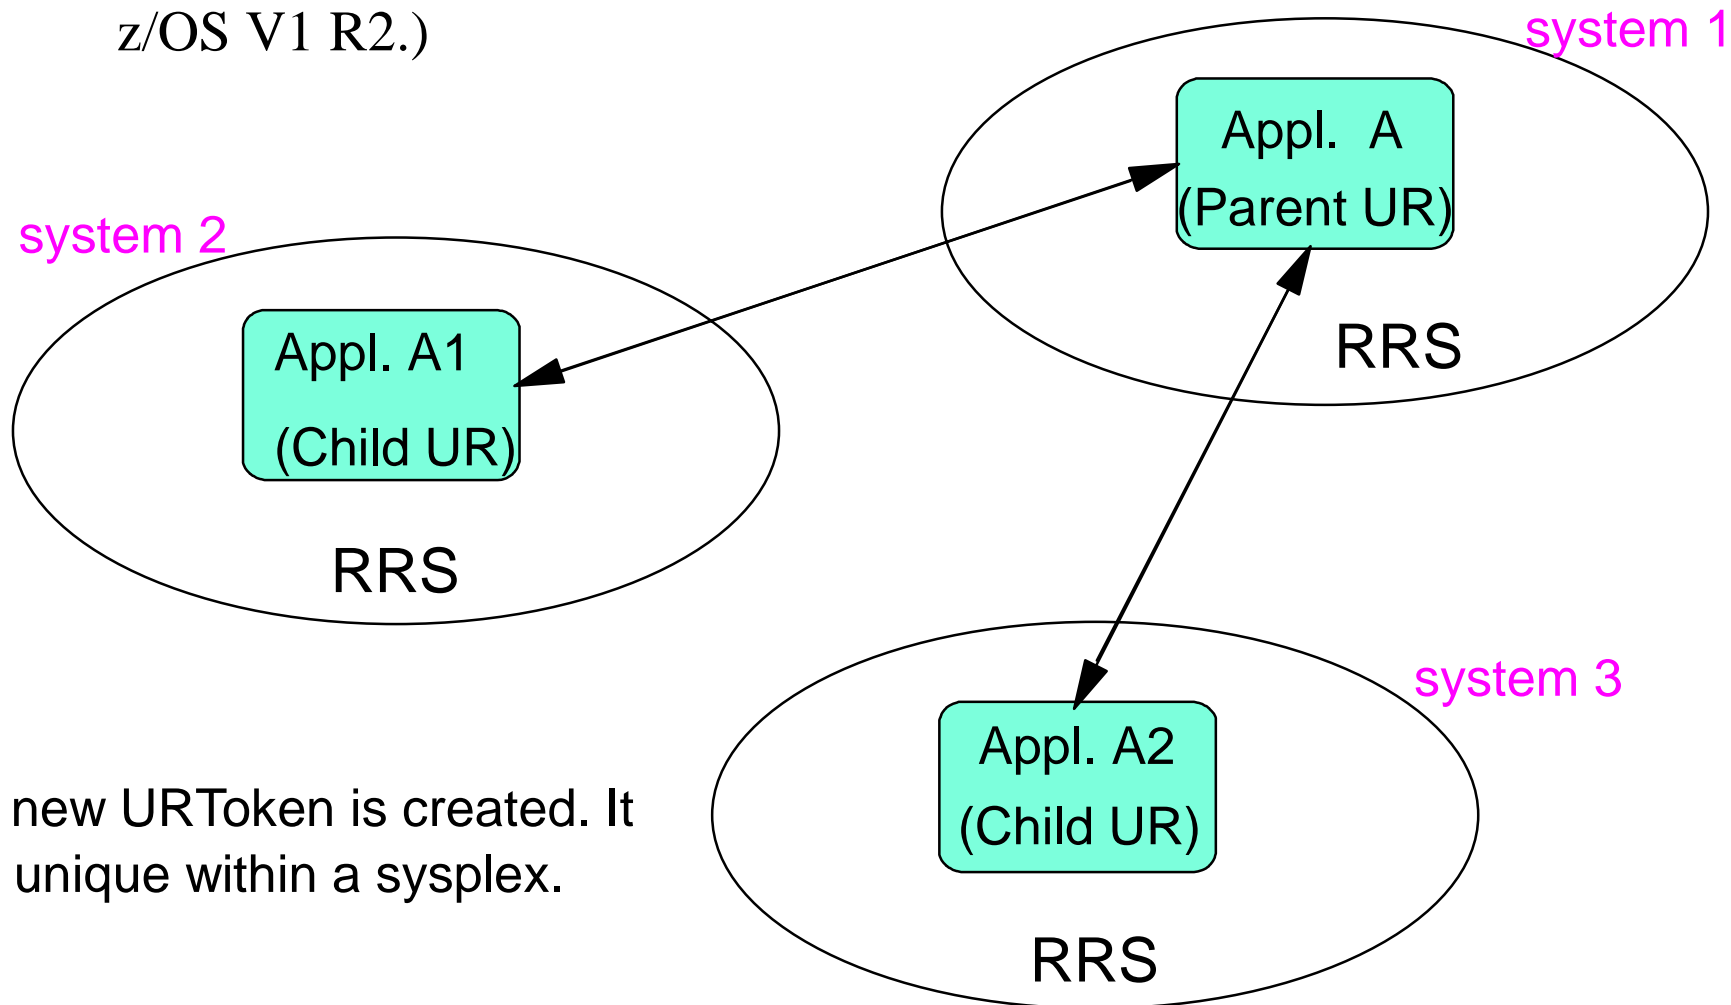 z/OS V1 R2.)
system 1
Appl.  A
(Parent UR)
RRS
system 2
Appl. A1
(Child UR)
RRS
system 3
Appl. A2
(Child UR)
RRS
new URToken is created. It
unique within a sysplex.